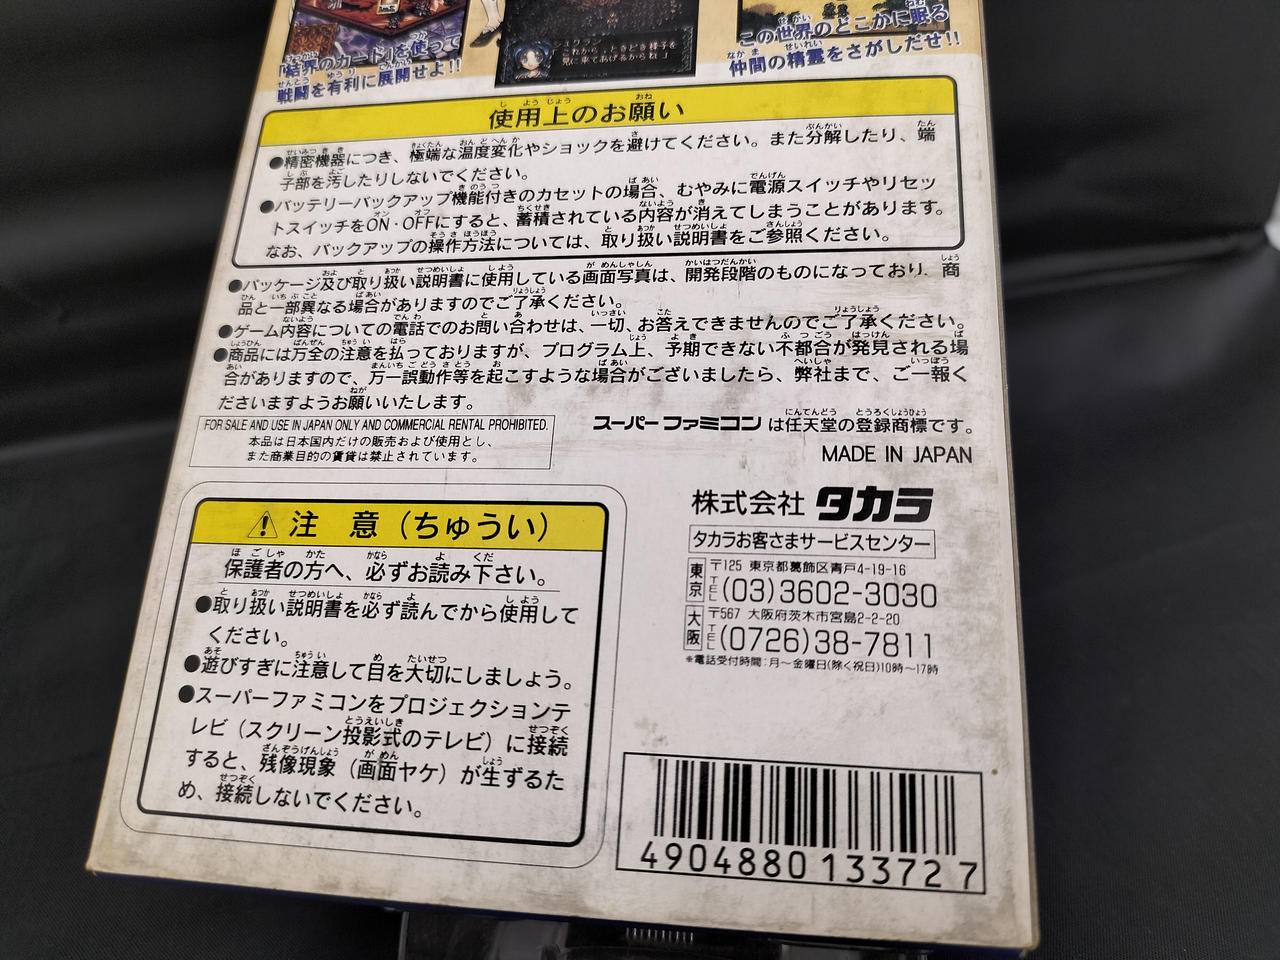 「結界のカード」を使って
戦闘を有利に展開せよ!!
これから、ときどき様子を
見に来てあげるからね」
この世界のどこかに眠る
仲間の精霊をさがしだせ!!
使用上のお願い
●精密機器につき、極端な温度変化やショックを避けてください。また分解したり、端
子部を汚したりしないでください。
●バッテリーバックアップ機能付きのカセットの場合、むやみに電源スイッチやリセッ
トスイッチをON・OFFにすると、蓄積されている内容が消えてしまうことがあります。
なお、バックアップの操作方法については、取り扱い説明書をご参照ください。
●パッケージ及び取り扱い説明書に使用している画面写真は、開発段階のものになっており、商
品と一部異なる場合がありますのでご了承ください。
●ゲーム内容についての電話でのお問い合わせは、一切、お答えできませんのでご了承ください。
●商品には万全の注意を払っておりますが、プログラム上、予期できない不都合が発見される場
合がありますので、万一誤動作等を起こすような場合がございましたら、弊社まで、ご一報く
ださいますようお願いいたします。
FOR SALE AND USE IN JAPAN ONLY AND COMMERCIAL RENTAL PROHIBITED.
本品は日本国内だけの販売および使用とし、
また商業目的の賃貸は禁止されています。
スーパーファミコンは任天堂の登録商標です。
MADE IN JAPAN
注 意(ちゅうい)
保護者の方へ、必ずお読み下さい。
●取り扱い説明書を必ず読んでから使用して
ください。
●遊びすぎに注意して目を大切にしましょう。
●スーパーファミコンをプロジェクションテ
レビ(スクリーン投影式のテレビ)に接続
すると、残像現象(画面ヤケ)が生ずるた
め、接続しないでください。
株式会社 タカラ
タカラお客さまサービスセンター
東京 〒125 東京都葛飾区青戸4-19-16
TEL(03)3602-3030
大阪 〒567 大阪府茨木市宮島2-2-20
TEL(0726)38-7811
*電話受付時間:月~金曜日(除く祝日)10時~17時
4904880133727